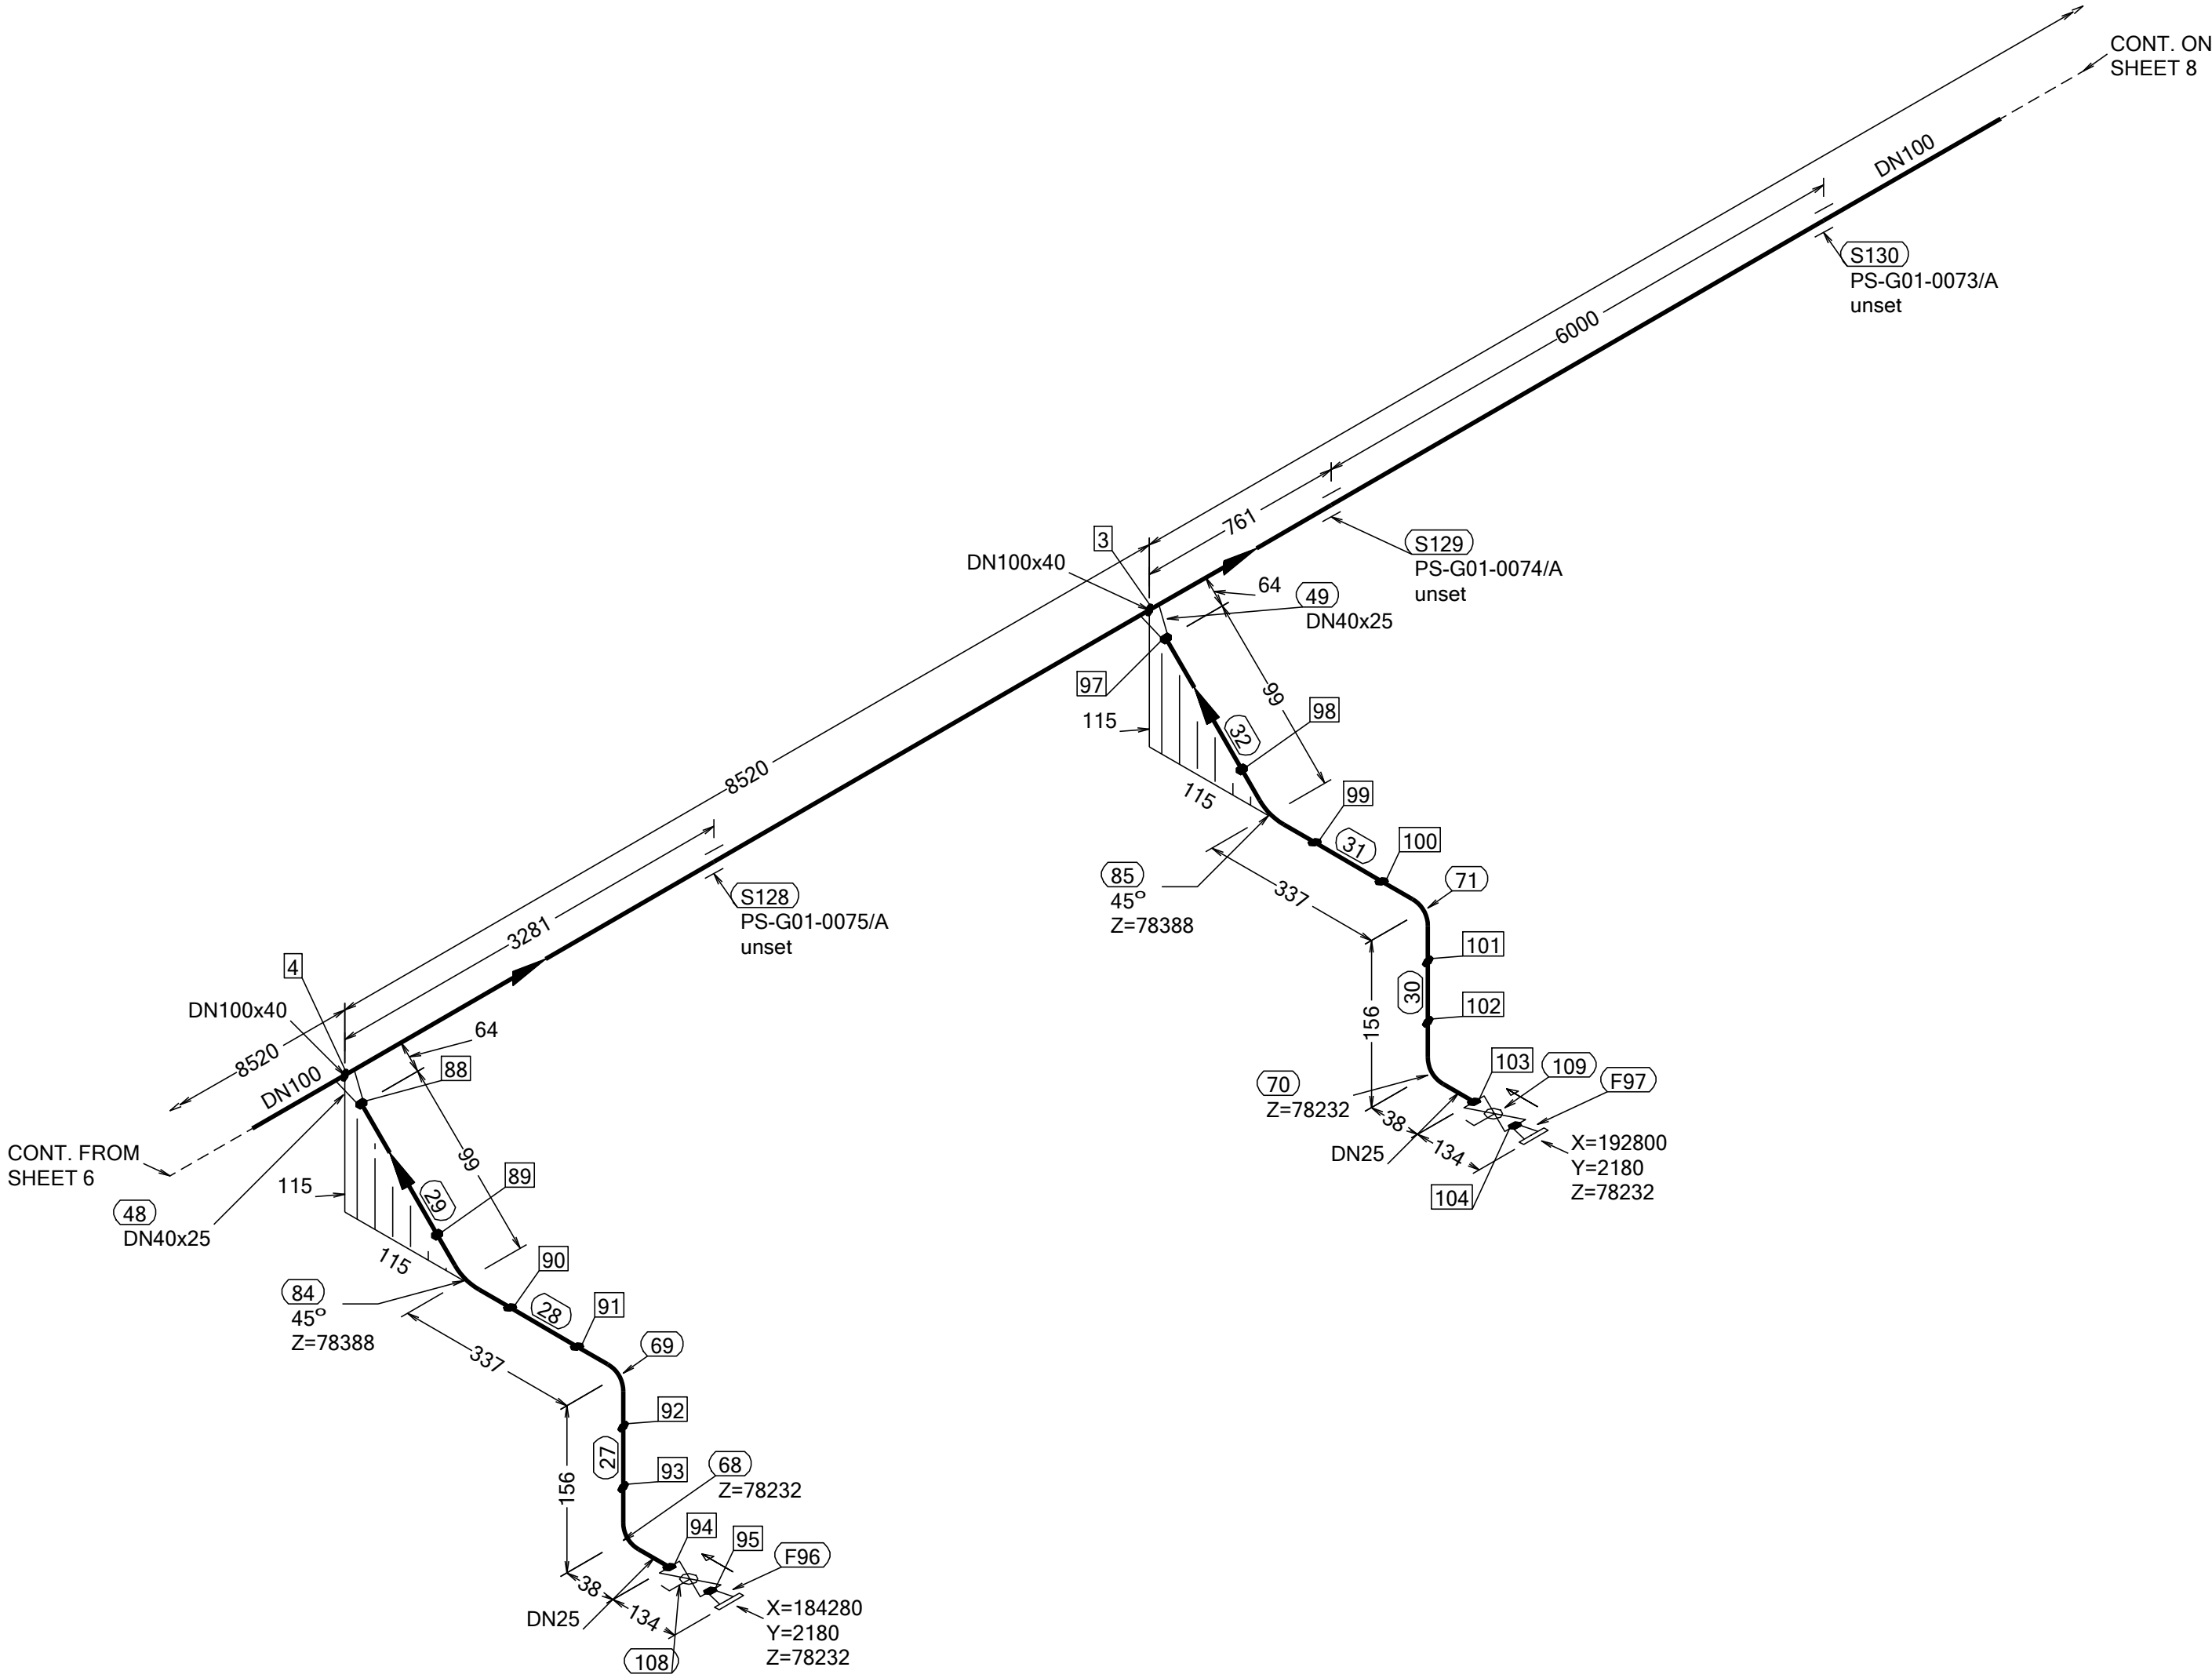 CONT. ON
SHEET 8
DN100
S130
PS-G01-0073/A
unset
6000
761
3
DN100x40
S129
PS-G01-0074/A
unset
64
49
DN40x25
97
99
98
32
115
115
8520
99
31
100
85
45°
Z=78388
337
71
101
30
102
156
S128
PS-G01-0075/A
unset
3281
4
DN100x40
8520
DN100
64
88
103
109
F97
70
Z=78232
38
134
DN25
X=192800
Y=2180
Z=78232
104
CONT. FROM
SHEET 6
99
89
29
115
115
48
DN40x25
90
28
91
84
45°
Z=78388
337
69
92
27
93
156
68
Z=78232
94
95
F96
38
134
DN25
X=184280
Y=2180
Z=78232
108